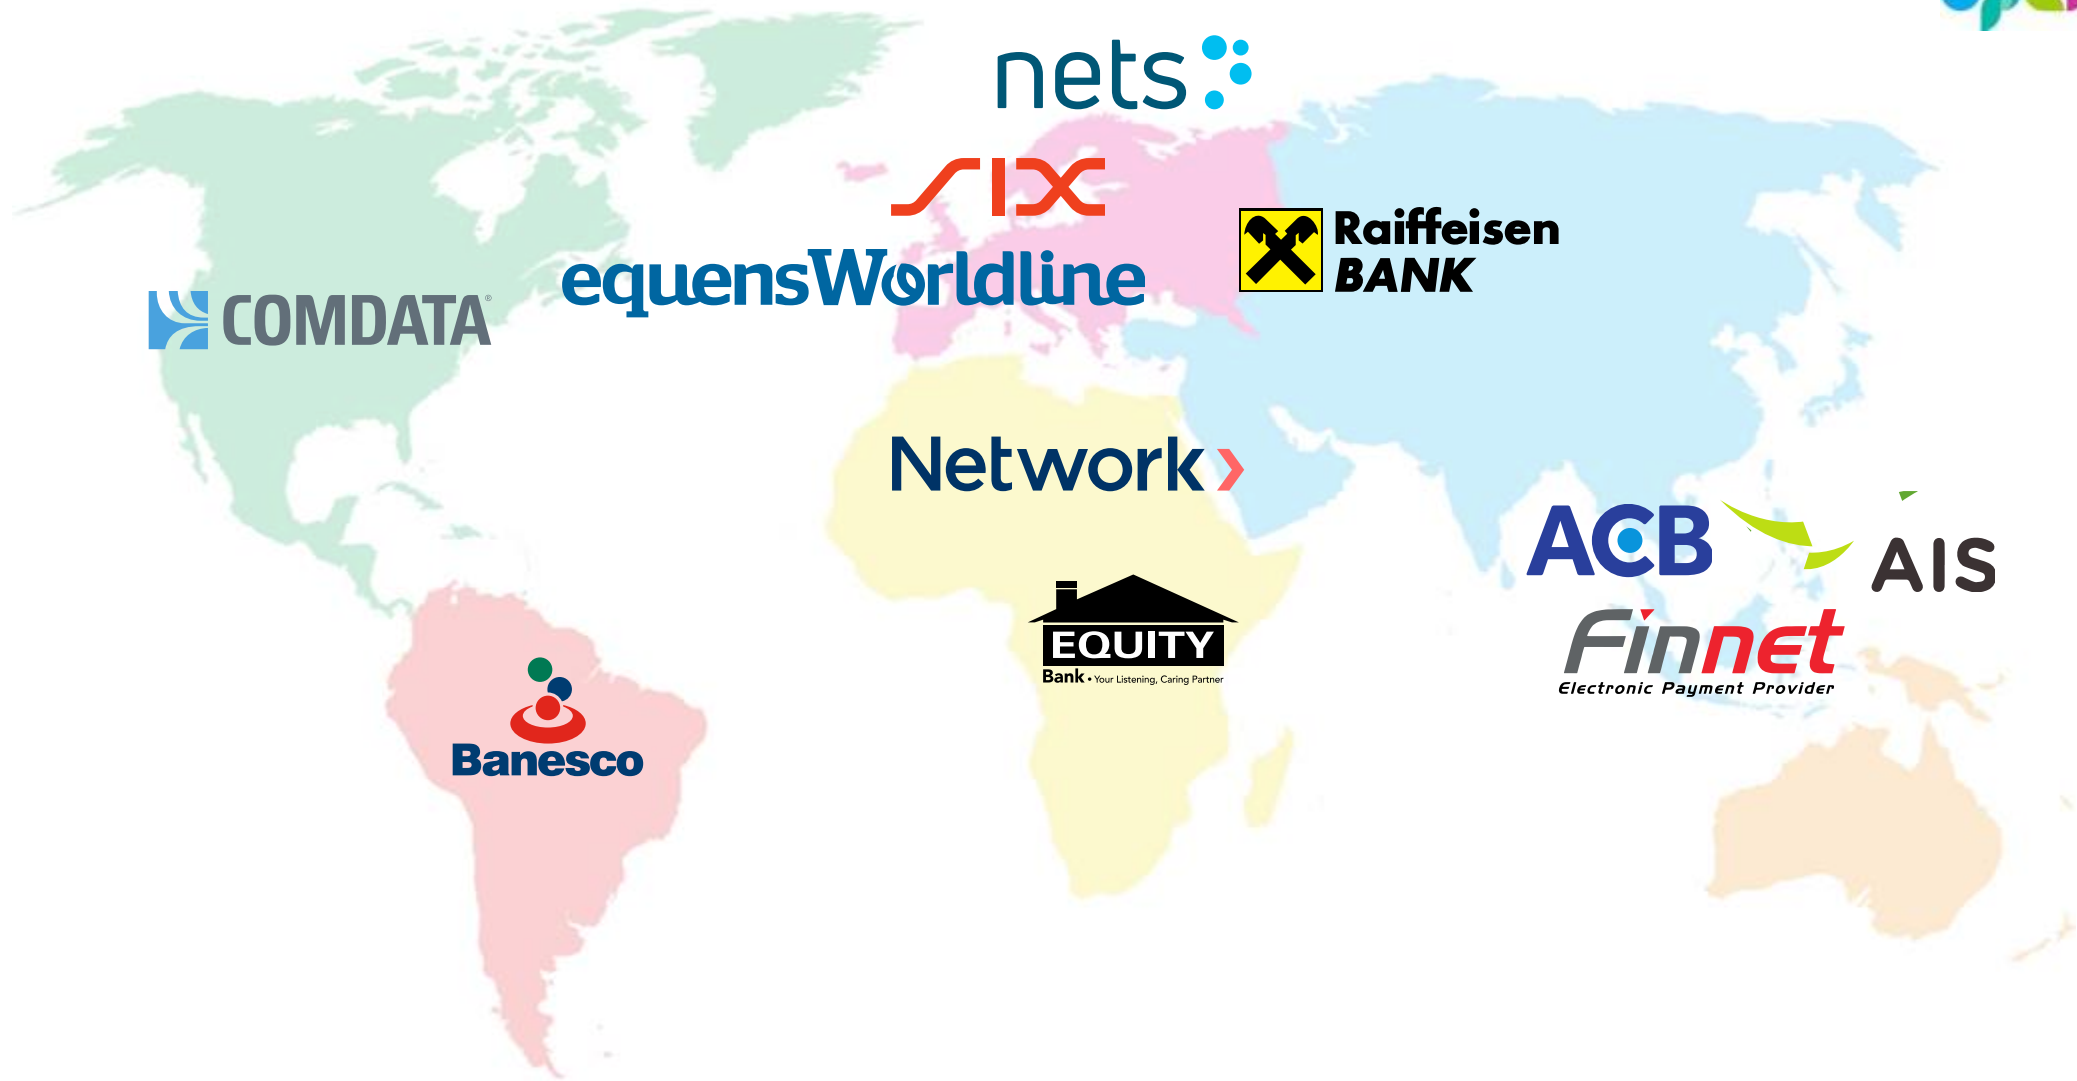 nets
SIX
equensWorldline
Raiffeisen
BANK
COMDATA®
Network
ACB
AIS
EQUITY
Bank • Your Listening, Caring Partner
Finnet
Electronic Payment Provider
Banesco